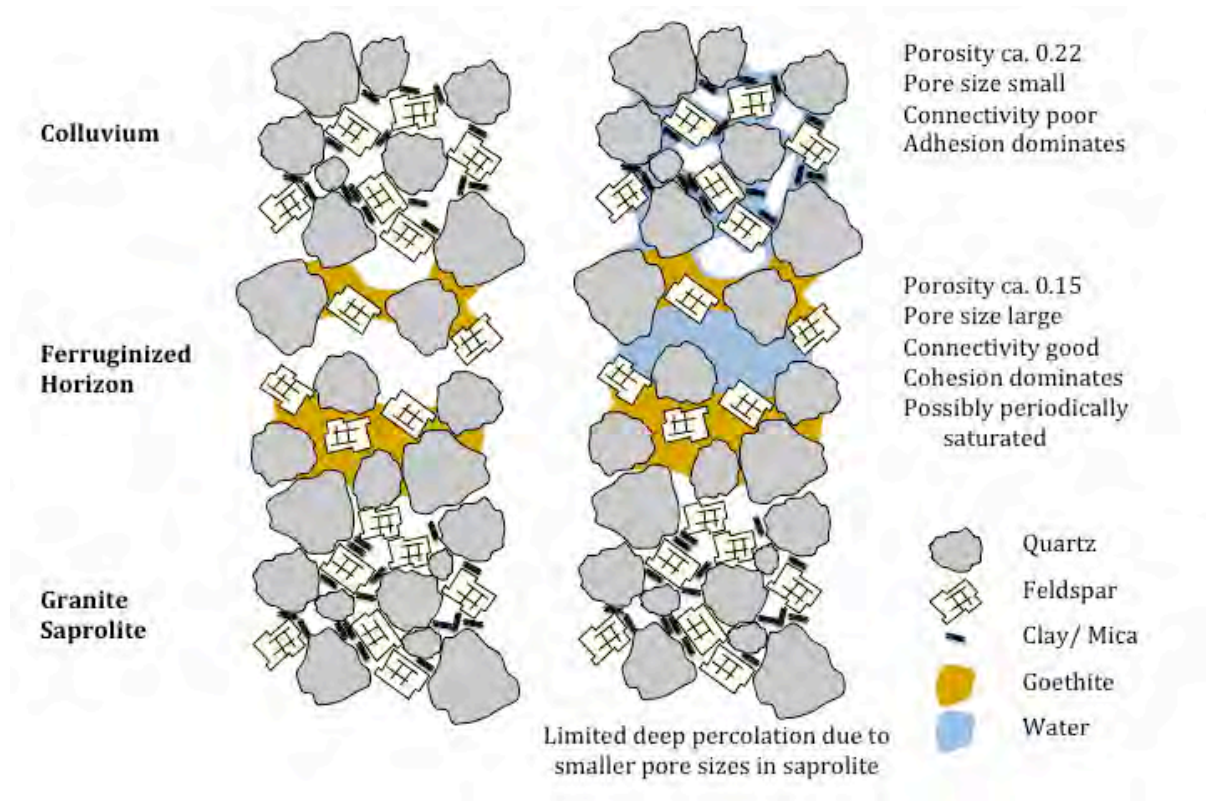 Colluvium
Porosity ca. 0.22
Pore size small
Connectivity poor
Adhesion dominates
Ferruginized
Horizon
Porosity ca. 0.15
Pore size large
Connectivity good
Cohesion dominates
Possibly periodically
saturated
Granite
Saprolite
Quartz
Feldspar
Clay/ Mica
Goethite
Water
Limited deep percolation due to
smaller pore sizes in saprolite